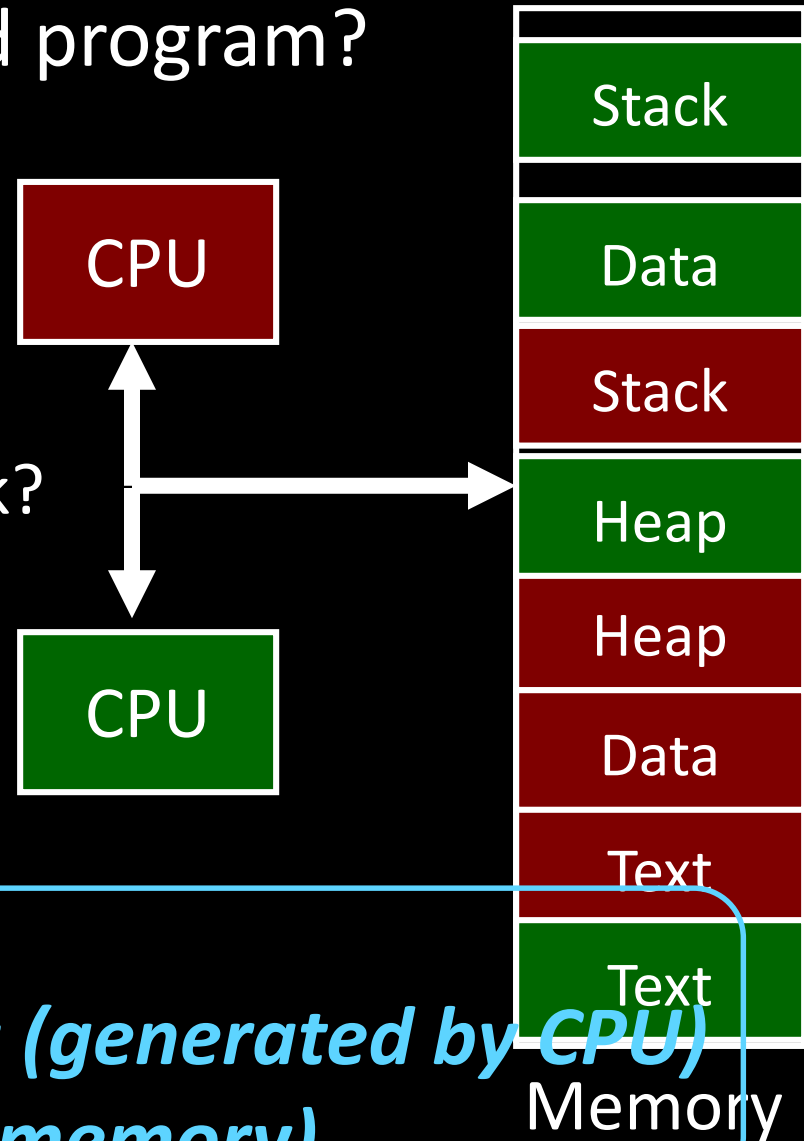 program?
Stack
CPU
Data
Stack
k?
Heap
Heap
CPU
Data
Text
Text
(generated by CPU)
Memory
memory)